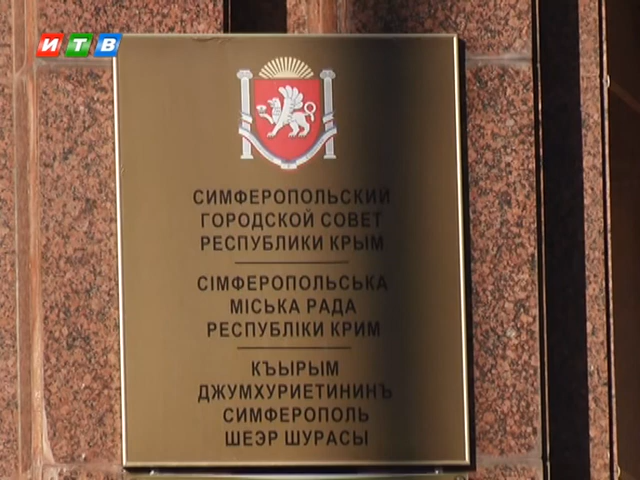 ИТВ
СИМФЕРОПОЛЬСКИЙ
ГОРОДСКОЙ СОВЕТ
РЕСПУБЛИКИ КРЫМ
СІМФЕРОПОЛЬСЬКА
МІСЬКА РАДА
РЕСПУБЛІКИ КРИМ
КЪЫРЫМ
ДЖУМХУРИЕТИНИНЪ
СИМФЕРОПОЛЬ
ШЕЭР ШУРАСЫ